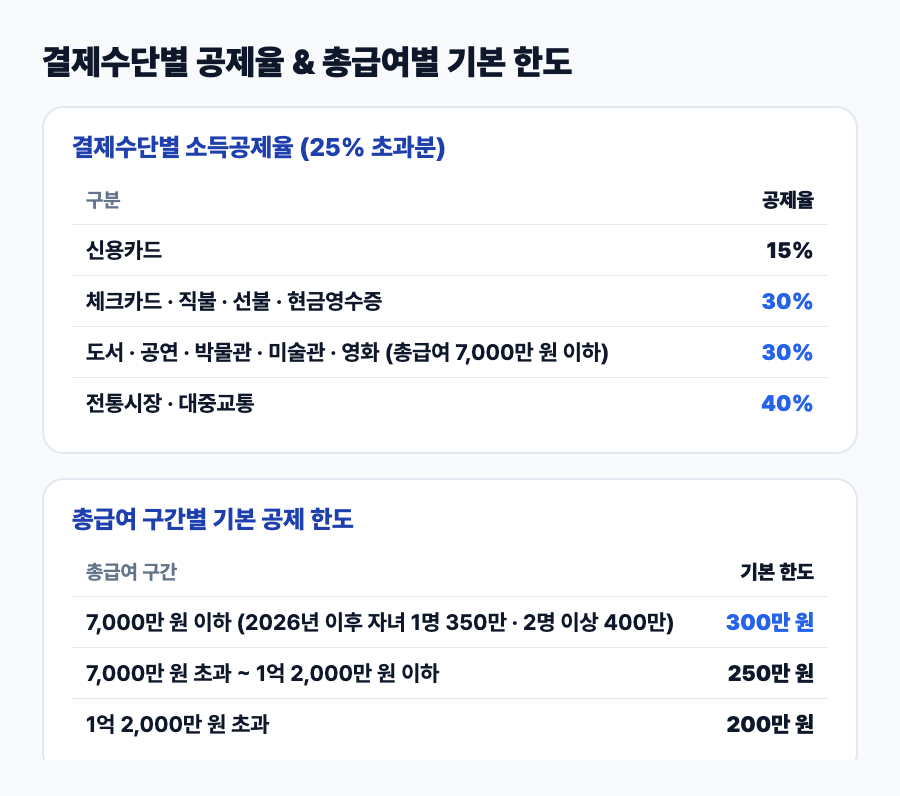 결제수단별 공제율 & 총급여별 기본 한도
결제수단별 소득공제율 (25% 초과분)
구분 공제율
신용카드 15%
체크카드 · 직불 · 선불 · 현금영수증 30%
도서 · 공연 · 박물관 · 미술관 · 영화 (총급여 7,000만 원 이하) 30%
전통시장 · 대중교통 40%
총급여 구간별 기본 공제 한도
총급여 구간 기본 한도
7,000만 원 이하 (2026년 이후 자녀 1명 350만 · 2명 이상 400만) 300만 원
7,000만 원 초과 ~ 1억 2,000만 원 이하 250만 원
1억 2,000만 원 초과 200만 원